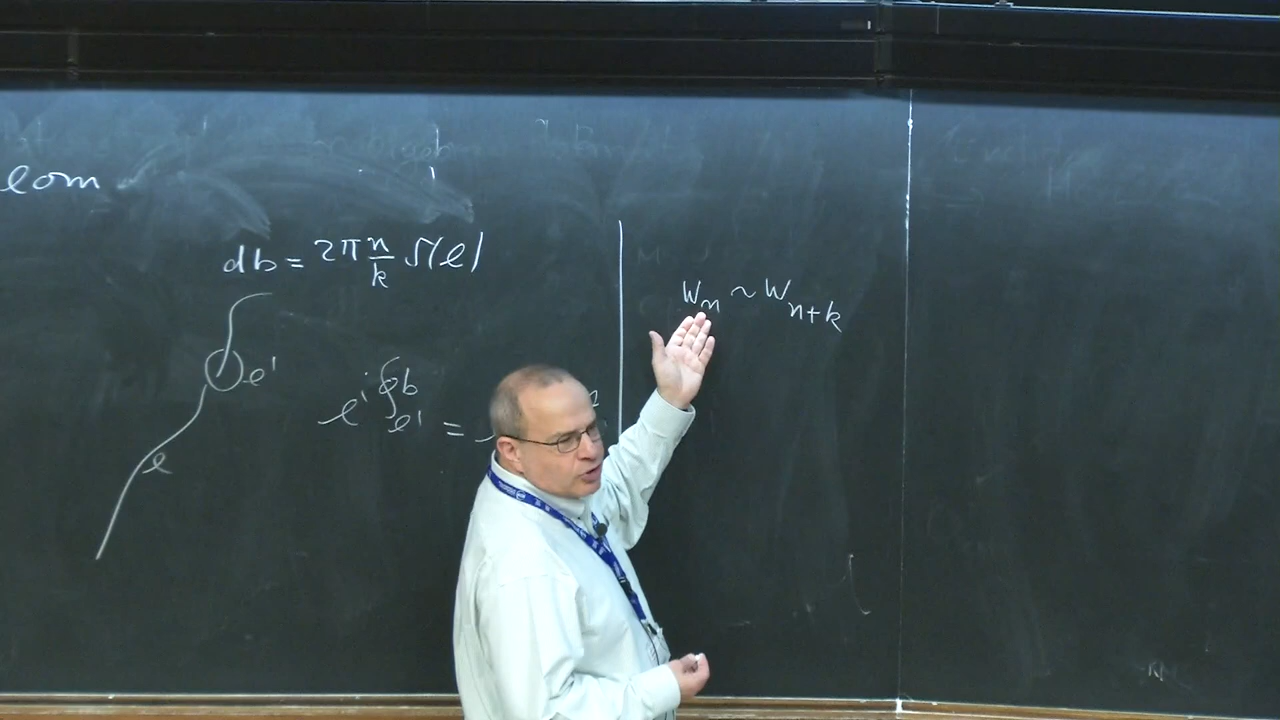 eom
db = 2π n/k δ(l)
l'
e^{i∮_{l'} b} =
l
W_n ~ W_{n+k}